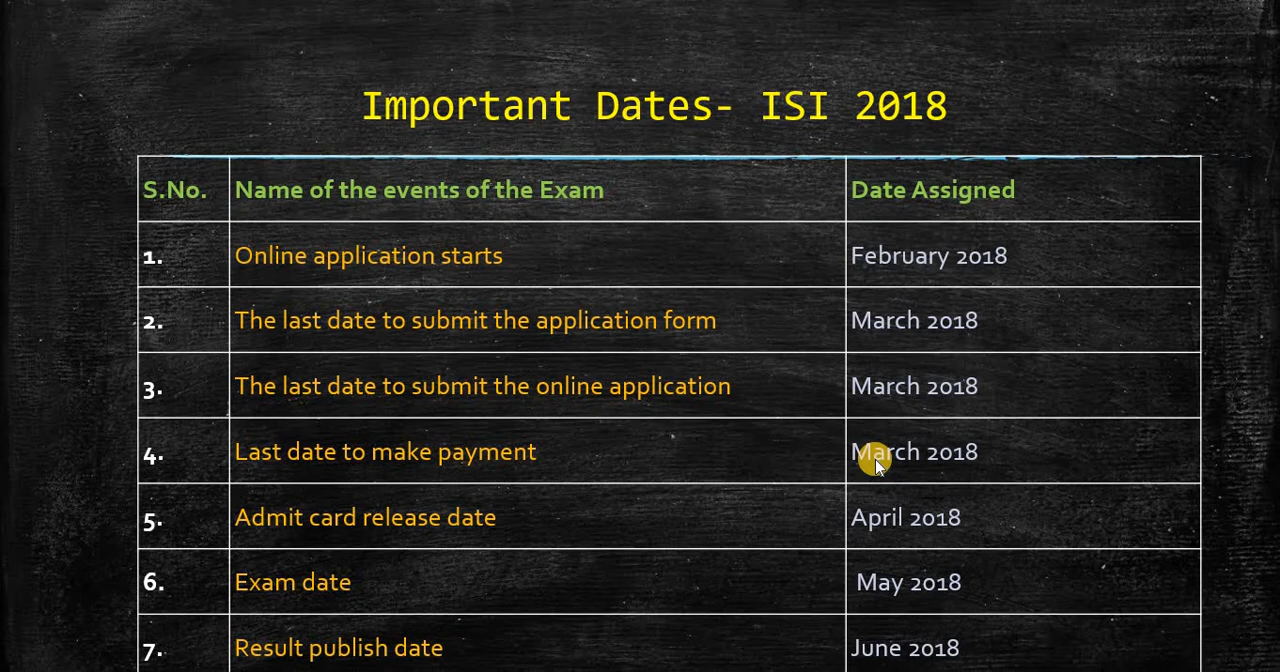 Important Dates- ISI 2018
S.No. Name of the events of the Exam Date Assigned
1. Online application starts February 2018
2. The last date to submit the application form March 2018
3. The last date to submit the online application March 2018
4. Last date to make payment March 2018
5. Admit card release date April 2018
6. Exam date May 2018
7. Result publish date June 2018